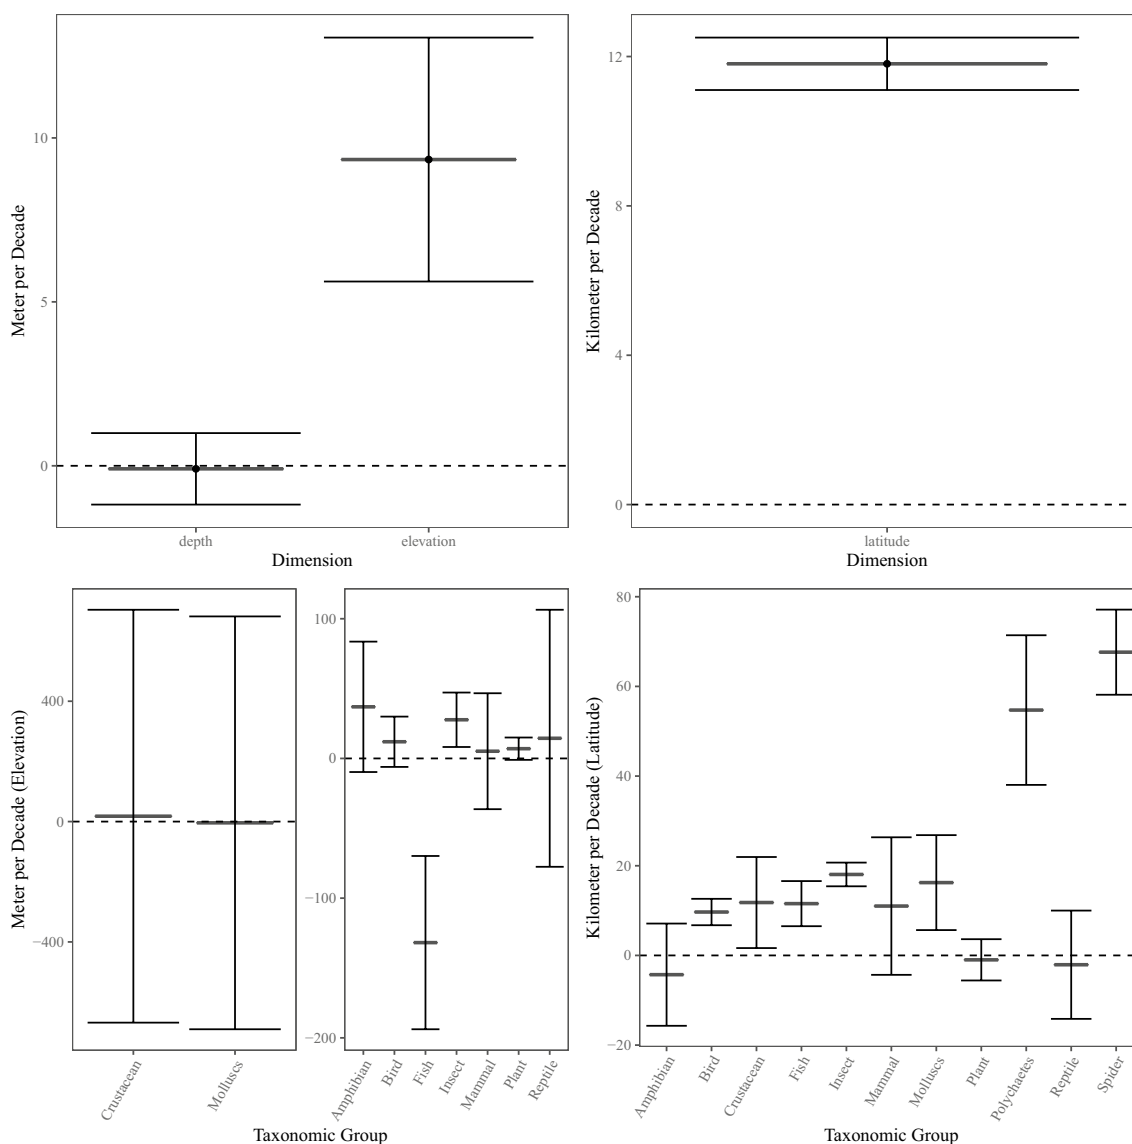 Meter per Decade
10
5
0
depth
elevation
Dimension
Kilometer per Decade
12
8
4
0
latitude
Dimension
Meter per Decade (Elevation)
400
0
−400
Crustacean
Molluscs
100
0
−100
−200
Amphibian
Bird
Fish
Insect
Mammal
Plant
Reptile
Taxonomic Group
Kilometer per Decade (Latitude)
80
60
40
20
0
−20
Amphibian
Bird
Crustacean
Fish
Insect
Mammal
Molluscs
Plant
Polychaetes
Reptile
Spider
Taxonomic Group